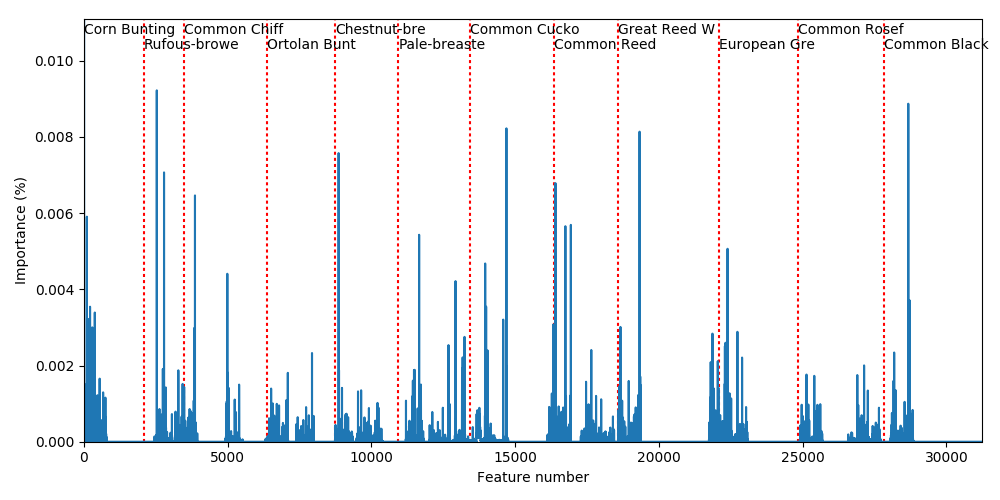 Corn Bunting Common Chiff Chestnut-bre Common Cucko Great Reed W Common Rosef
Rufous-browe Ortolan Bunt Pale-breaste Common Reed European Gre Common Black
0.010
0.008
0.006
0.004
0.002
0.000
Importance (%)
0 5000 10000 15000 20000 25000 30000
Feature number